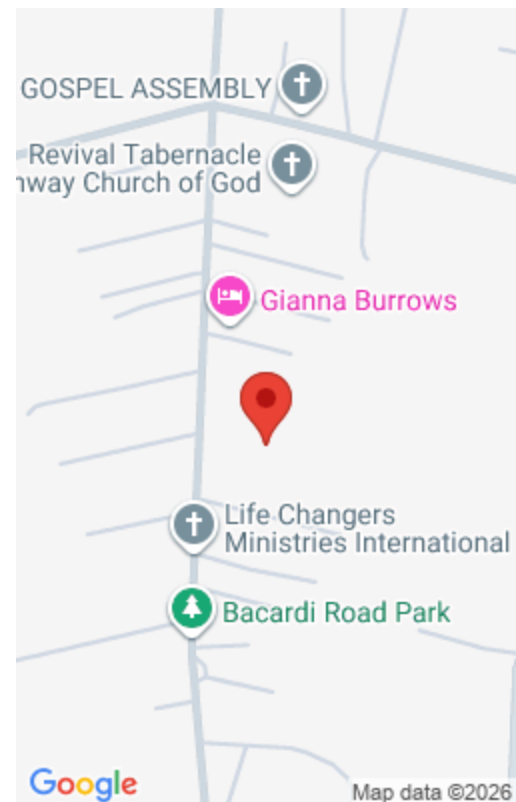 GOSPEL ASSEMBLY
Revival Tabernacle
nway Church of God
Gianna Burrows
Life Changers
Ministries International
Bacardi Road Park
Google
Map data ©2026